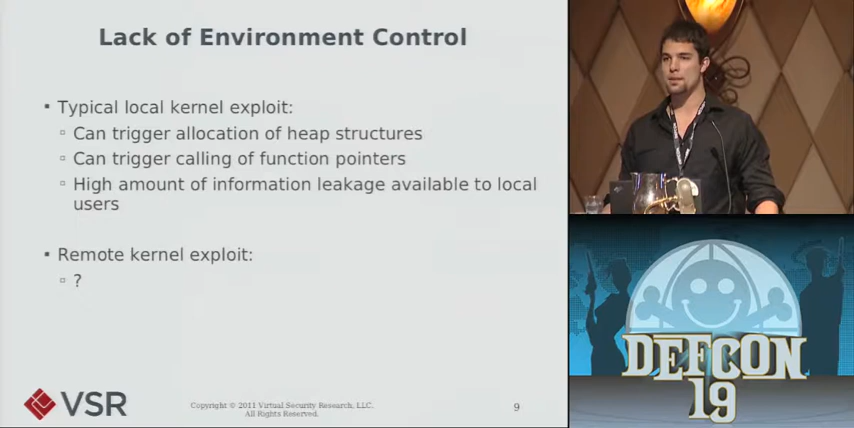 Lack of Environment Control
▪ Typical local kernel exploit:
▫ Can trigger allocation of heap structures
▫ Can trigger calling of function pointers
▫ High amount of information leakage available to local
users
▪ Remote kernel exploit:
▫ ?
VSR
Copyright © 2011 Virtual Security Research, LLC.
All Rights Reserved.
9
DEFCON
19